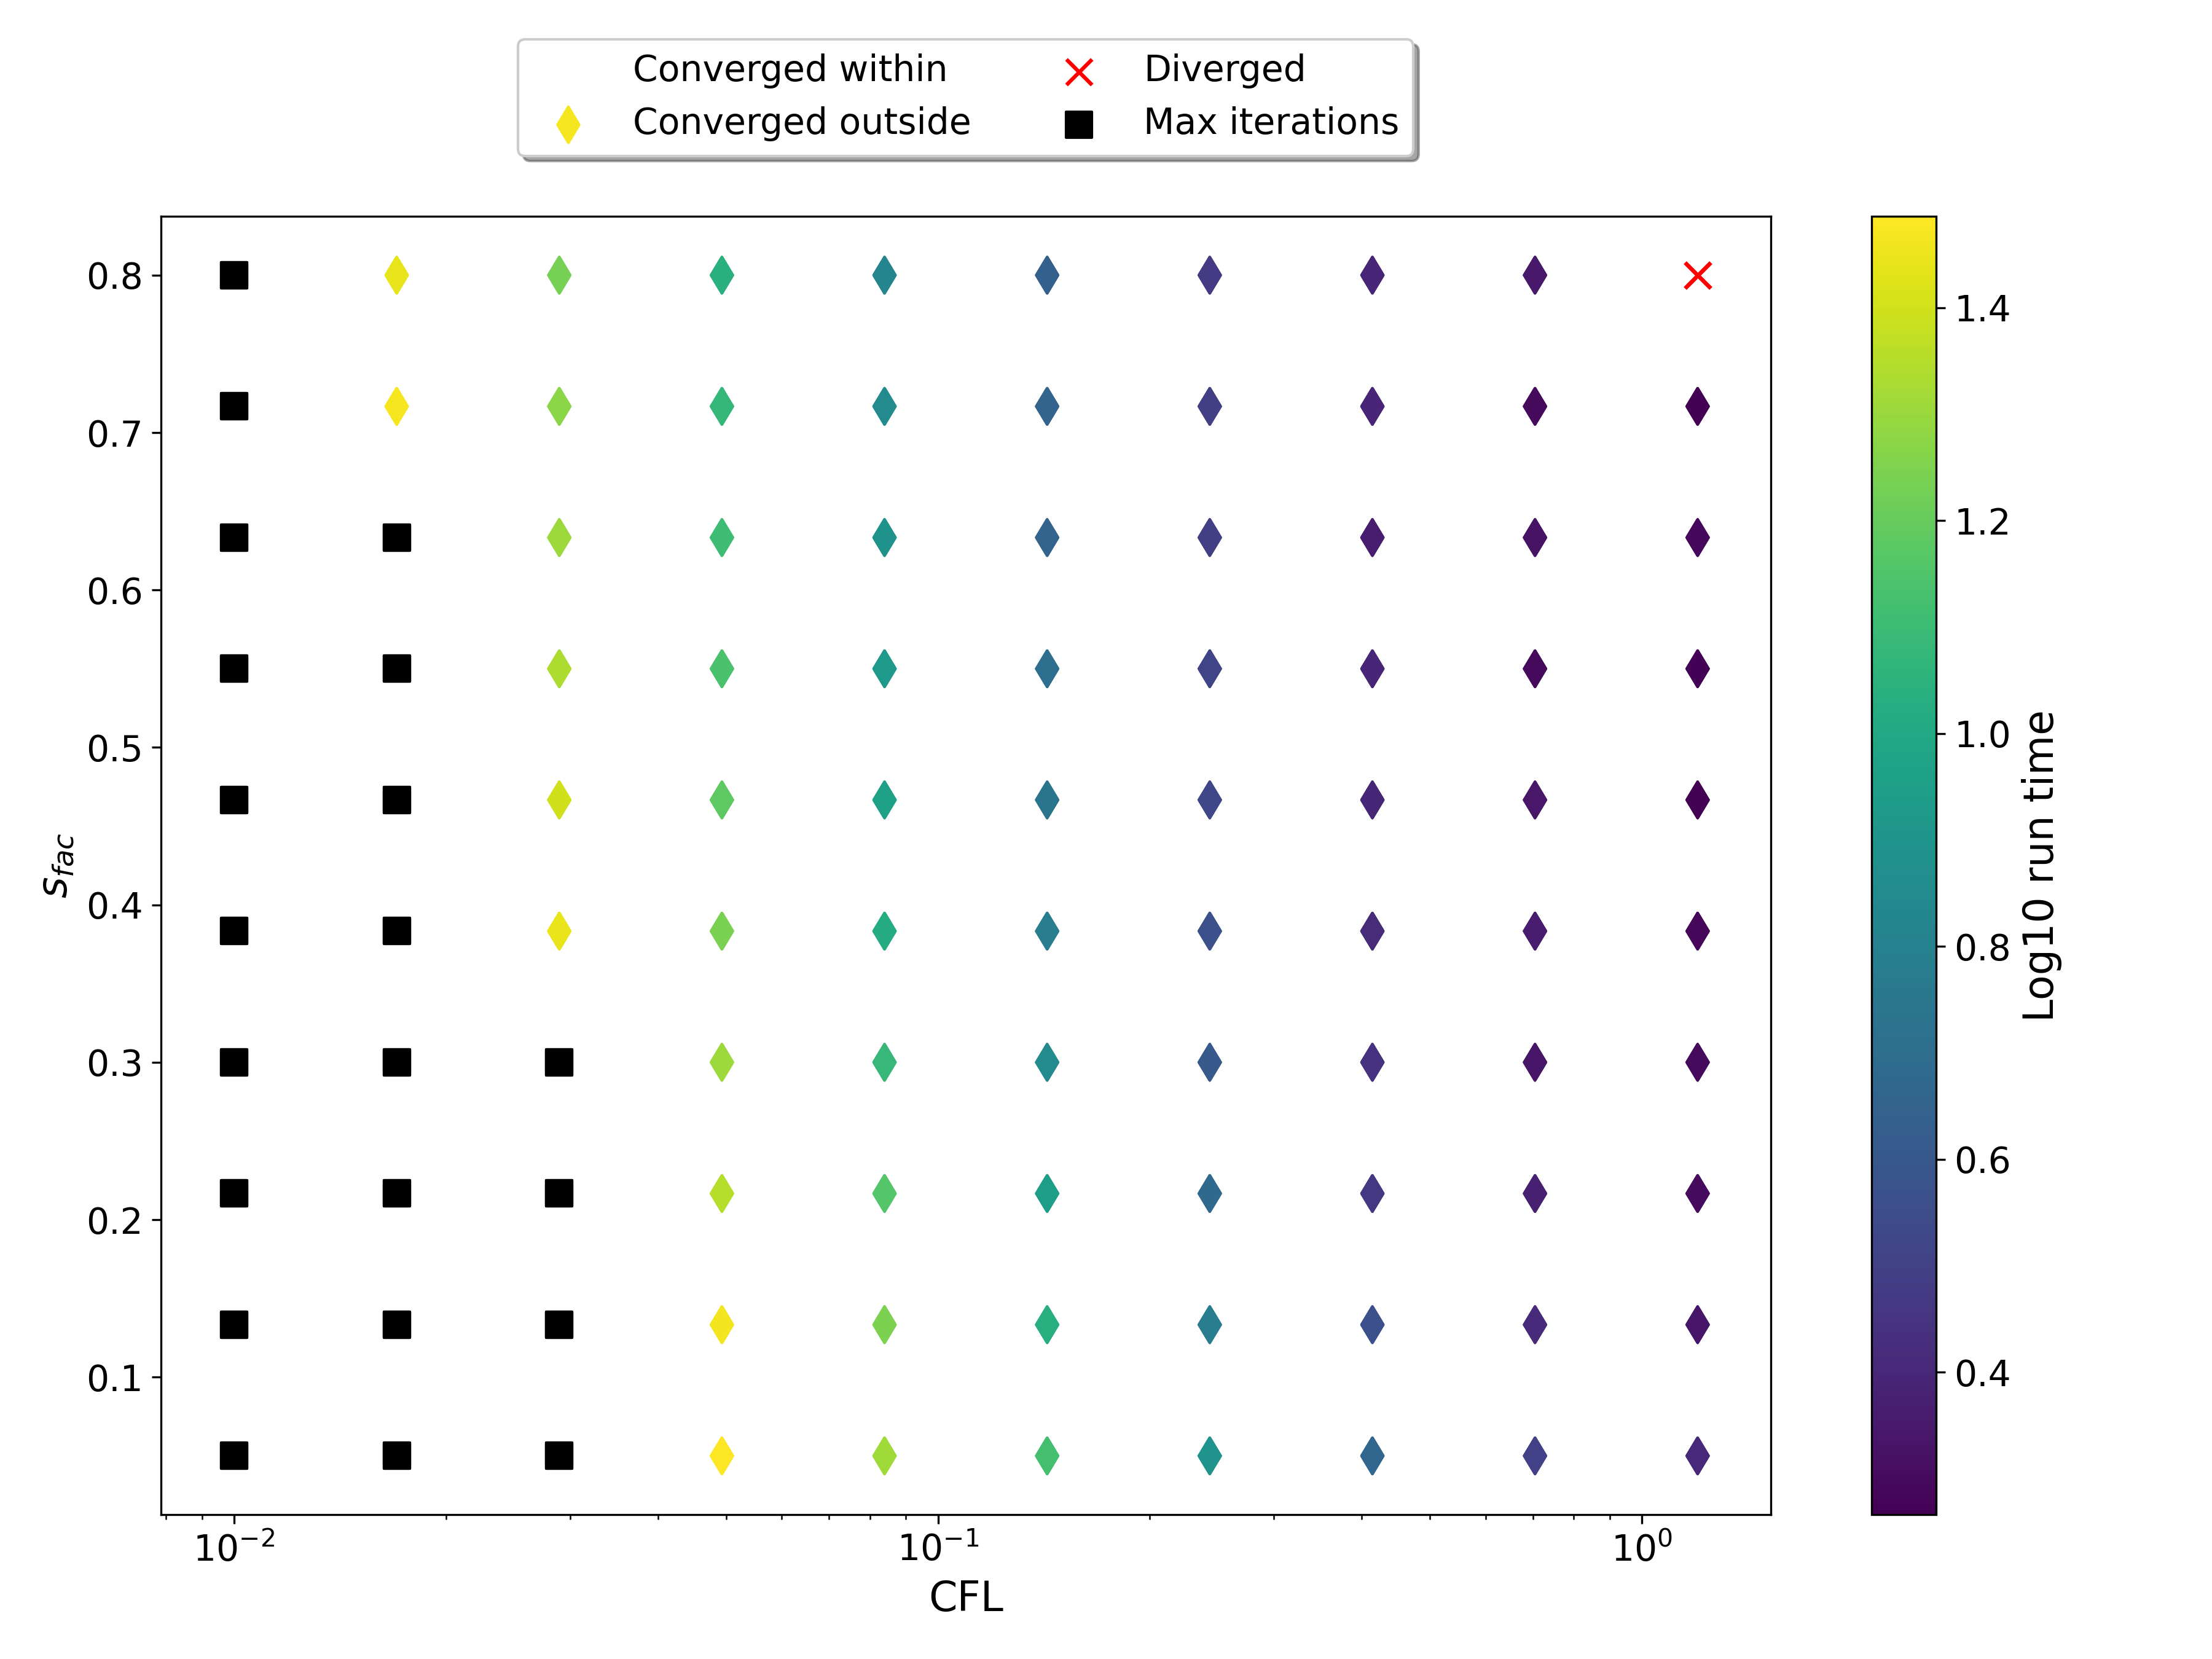 Converged within
Diverged
Converged outside
Max iterations
0.8
0.7
0.6
0.5
0.4
0.3
0.2
0.1
s_{fac}
10^{-2}
10^{-1}
10^{0}
CFL
1.4
1.2
1.0
0.8
0.6
0.4
Log10 run time